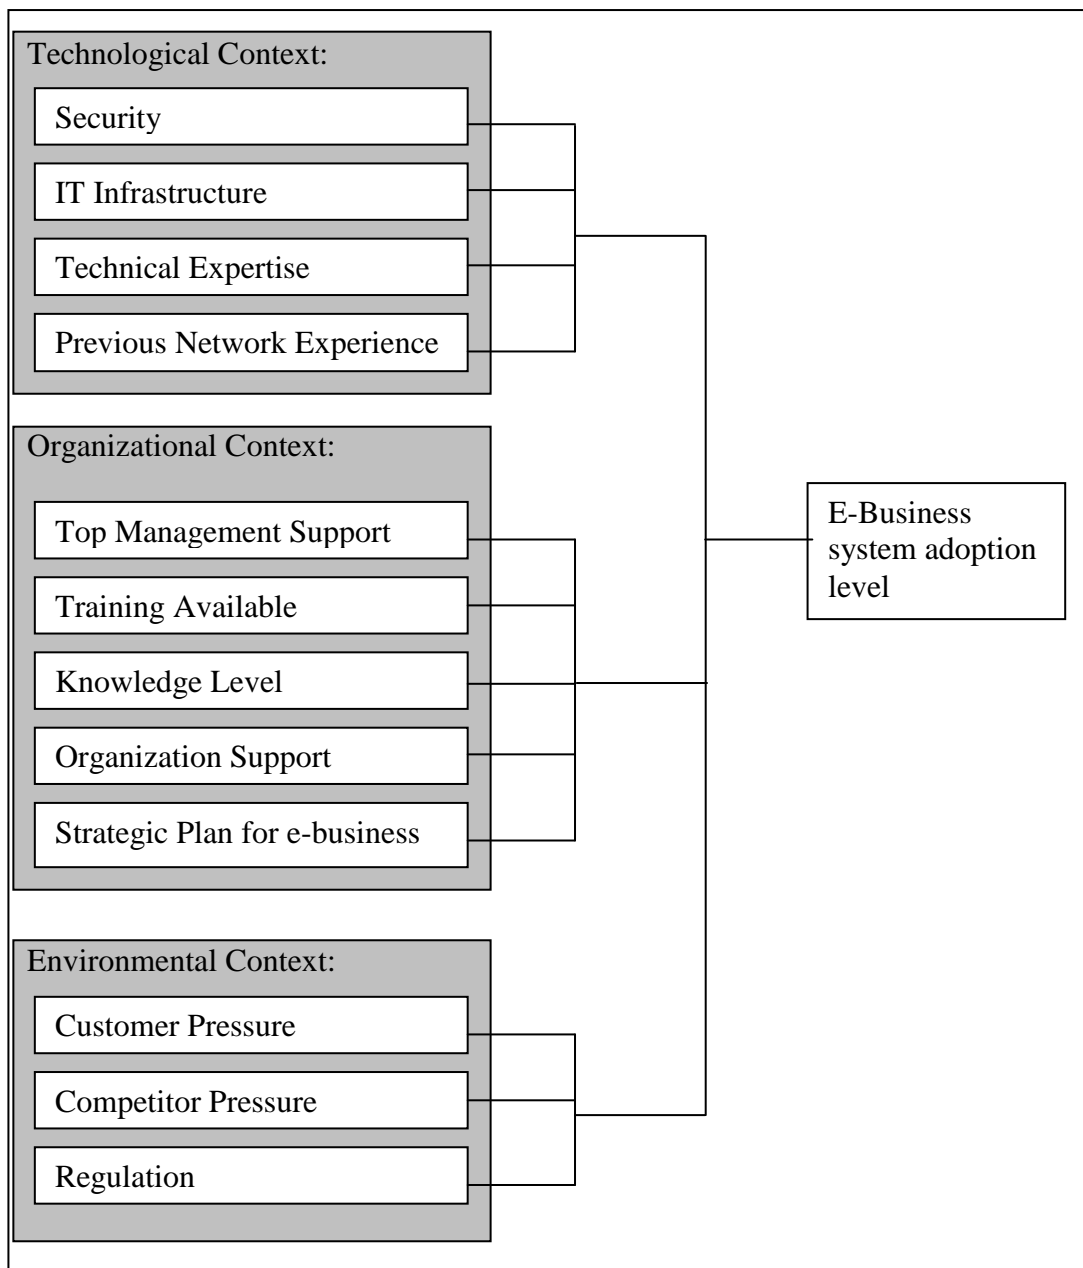 Technological Context:
Security
IT Infrastructure
Technical Expertise
Previous Network Experience
Organizational Context:
Top Management Support
Training Available
Knowledge Level
Organization Support
Strategic Plan for e-business
Environmental Context:
Customer Pressure
Competitor Pressure
Regulation
E-Business
system adoption
level